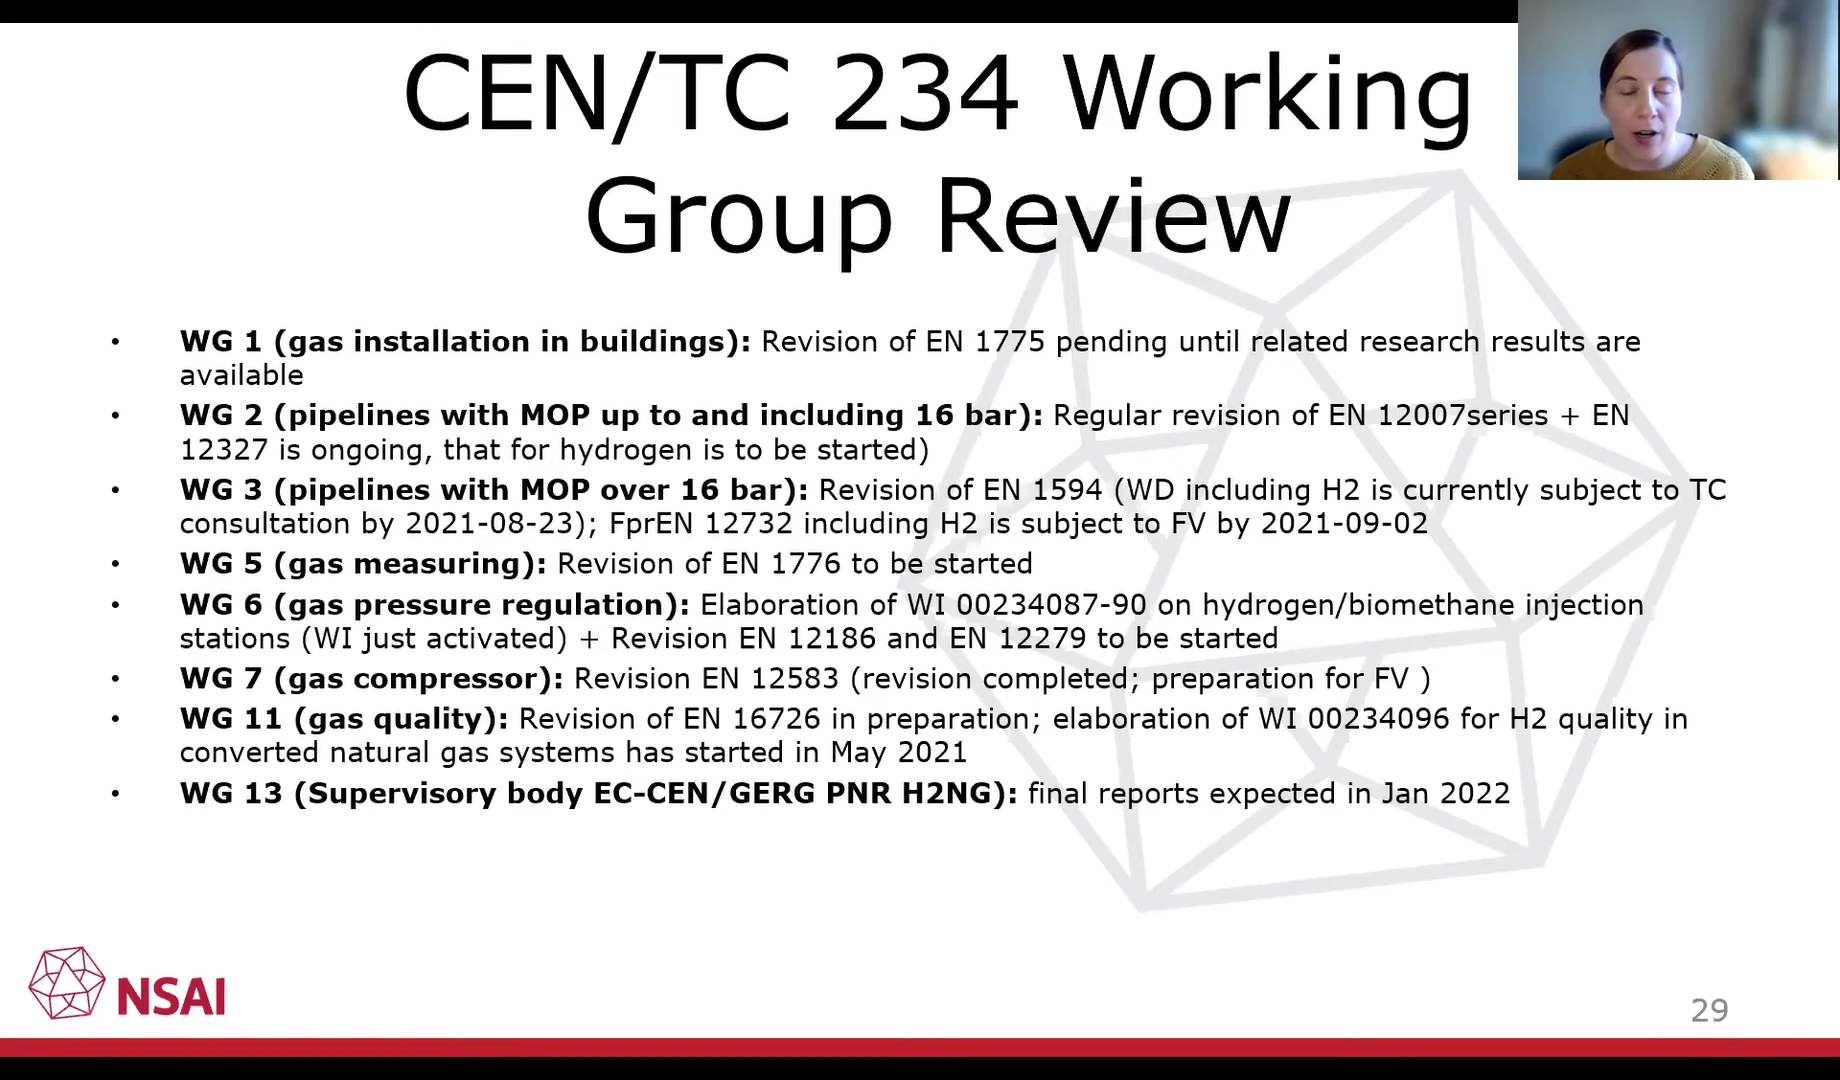 CEN/TC 234 Working
Group Review
• WG 1 (gas installation in buildings): Revision of EN 1775 pending until related research results are
available
• WG 2 (pipelines with MOP up to and including 16 bar): Regular revision of EN 12007series + EN
12327 is ongoing, that for hydrogen is to be started)
• WG 3 (pipelines with MOP over 16 bar): Revision of EN 1594 (WD including H2 is currently subject to TC
consultation by 2021-08-23); FprEN 12732 including H2 is subject to FV by 2021-09-02
• WG 5 (gas measuring): Revision of EN 1776 to be started
• WG 6 (gas pressure regulation): Elaboration of WI 00234087-90 on hydrogen/biomethane injection
stations (WI just activated) + Revision EN 12186 and EN 12279 to be started
• WG 7 (gas compressor): Revision EN 12583 (revision completed; preparation for FV )
• WG 11 (gas quality): Revision of EN 16726 in preparation; elaboration of WI 00234096 for H2 quality in
converted natural gas systems has started in May 2021
• WG 13 (Supervisory body EC-CEN/GERG PNR H2NG): final reports expected in Jan 2022
NSAI
29